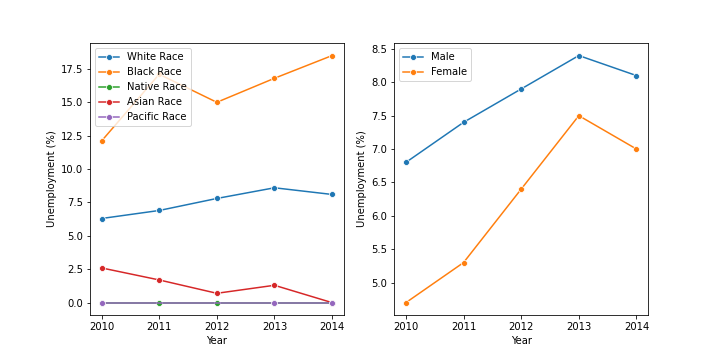 White Race
Black Race
Native Race
Asian Race
Pacific Race
17.5
15.0
12.5
10.0
7.5
5.0
2.5
0.0
Unemployment (%)
2010 2011 2012 2013 2014
Year
Male
Female
8.5
8.0
7.5
7.0
6.5
6.0
5.5
5.0
Unemployment (%)
2010 2011 2012 2013 2014
Year